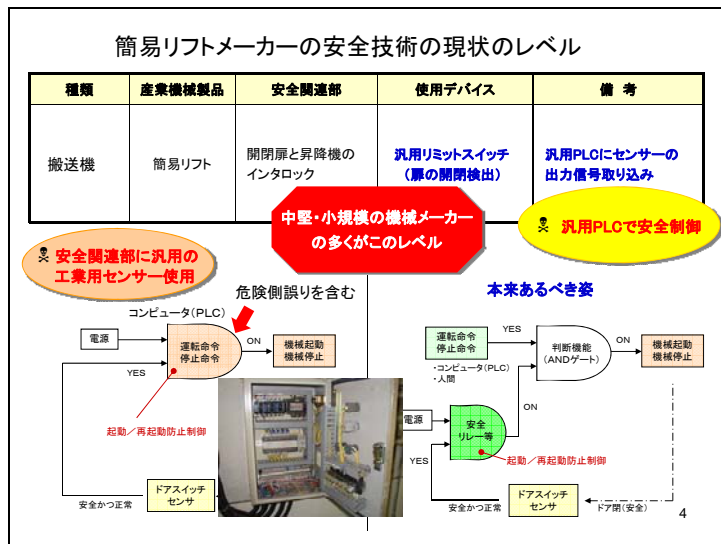 簡易リフトメーカーの安全技術の現状のレベル
種類 産業機械製品 安全関連部 使用デバイス 備 考
搬送機
簡易リフト
開閉扉と昇降機の
インタロック
汎用リミットスイッチ
(扉の開閉検出)
汎用PLCにセンサーの
出力信号取り込み
中堅・小規模の機械メーカー
の多くがこのレベル
汎用PLCで安全制御
安全関連部に汎用の
工業用センサー使用
危険側誤りを含む
コンピュータ(PLC)
電源
運転命令
停止命令
ON
機械起動
機械停止
YES
起動/再起動防止制御
ドアスイッチ
センサ
安全かつ正常
本来あるべき姿
運転命令
停止命令
・コンピュータ(PLC)
・人間
YES
判断機能
(ANDゲート)
ON
機械起動
機械停止
ON
電源
安全
リレー等
YES
起動/再起動防止制御
安全かつ正常
ドアスイッチ
センサ
ドア閉(安全)
4